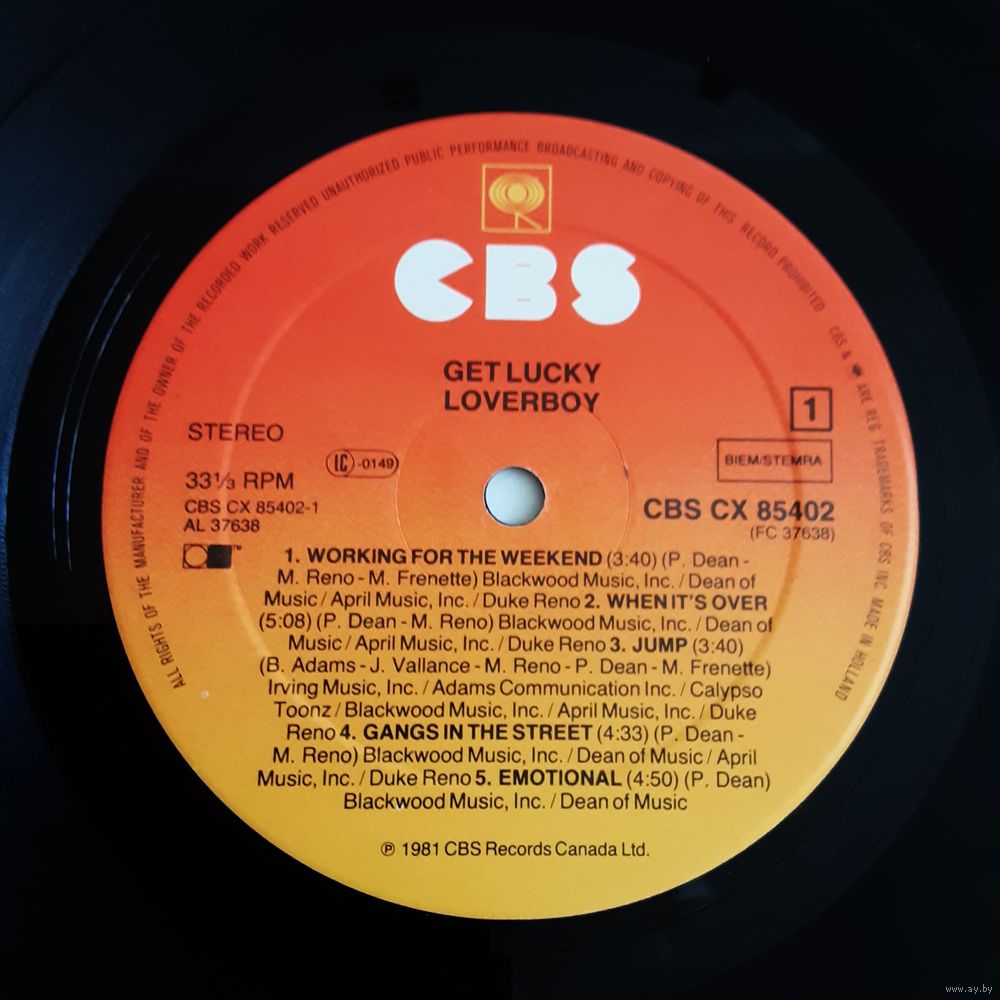 ALL RIGHTS OF THE MANUFACTURER AND OF THE OWNER OF THE RECORDED WORK RESERVED UNAUTHORIZED PUBLIC PERFORMANCE BROADCASTING AND COPYING OF THIS RECORD PROHIBITED CBS & ARE REG TRADEMARKS OF CBS INC MADE IN HOLLAND
CBS
GET LUCKY
LOVERBOY
1
STEREO
LC-0149
BIEM/STEMRA
33⅓ RPM
CBS CX 85402-1
AL 37638
CBS CX 85402
(FC 37638)
TM
1. WORKING FOR THE WEEKEND (3:40) (P. Dean -
M. Reno - M. Frenette) Blackwood Music, Inc. / Dean of
Music / April Music, Inc. / Duke Reno 2. WHEN IT'S OVER
(5:08) (P. Dean - M. Reno) Blackwood Music, Inc. / Dean of
Music / April Music, Inc. / Duke Reno 3. JUMP (3:40)
(B. Adams - J. Vallance - M. Reno - P. Dean - M. Frenette)
Irving Music, Inc. / Adams Communication Inc. / Calypso
Toonz / Blackwood Music, Inc. / April Music, Inc. / Duke
Reno 4. GANGS IN THE STREET (4:33) (P. Dean -
M. Reno) Blackwood Music, Inc. / Dean of Music / April
Music, Inc. / Duke Reno 5. EMOTIONAL (4:50) (P. Dean)
Blackwood Music, Inc. / Dean of Music
℗ 1981 CBS Records Canada Ltd.
www.ay.by